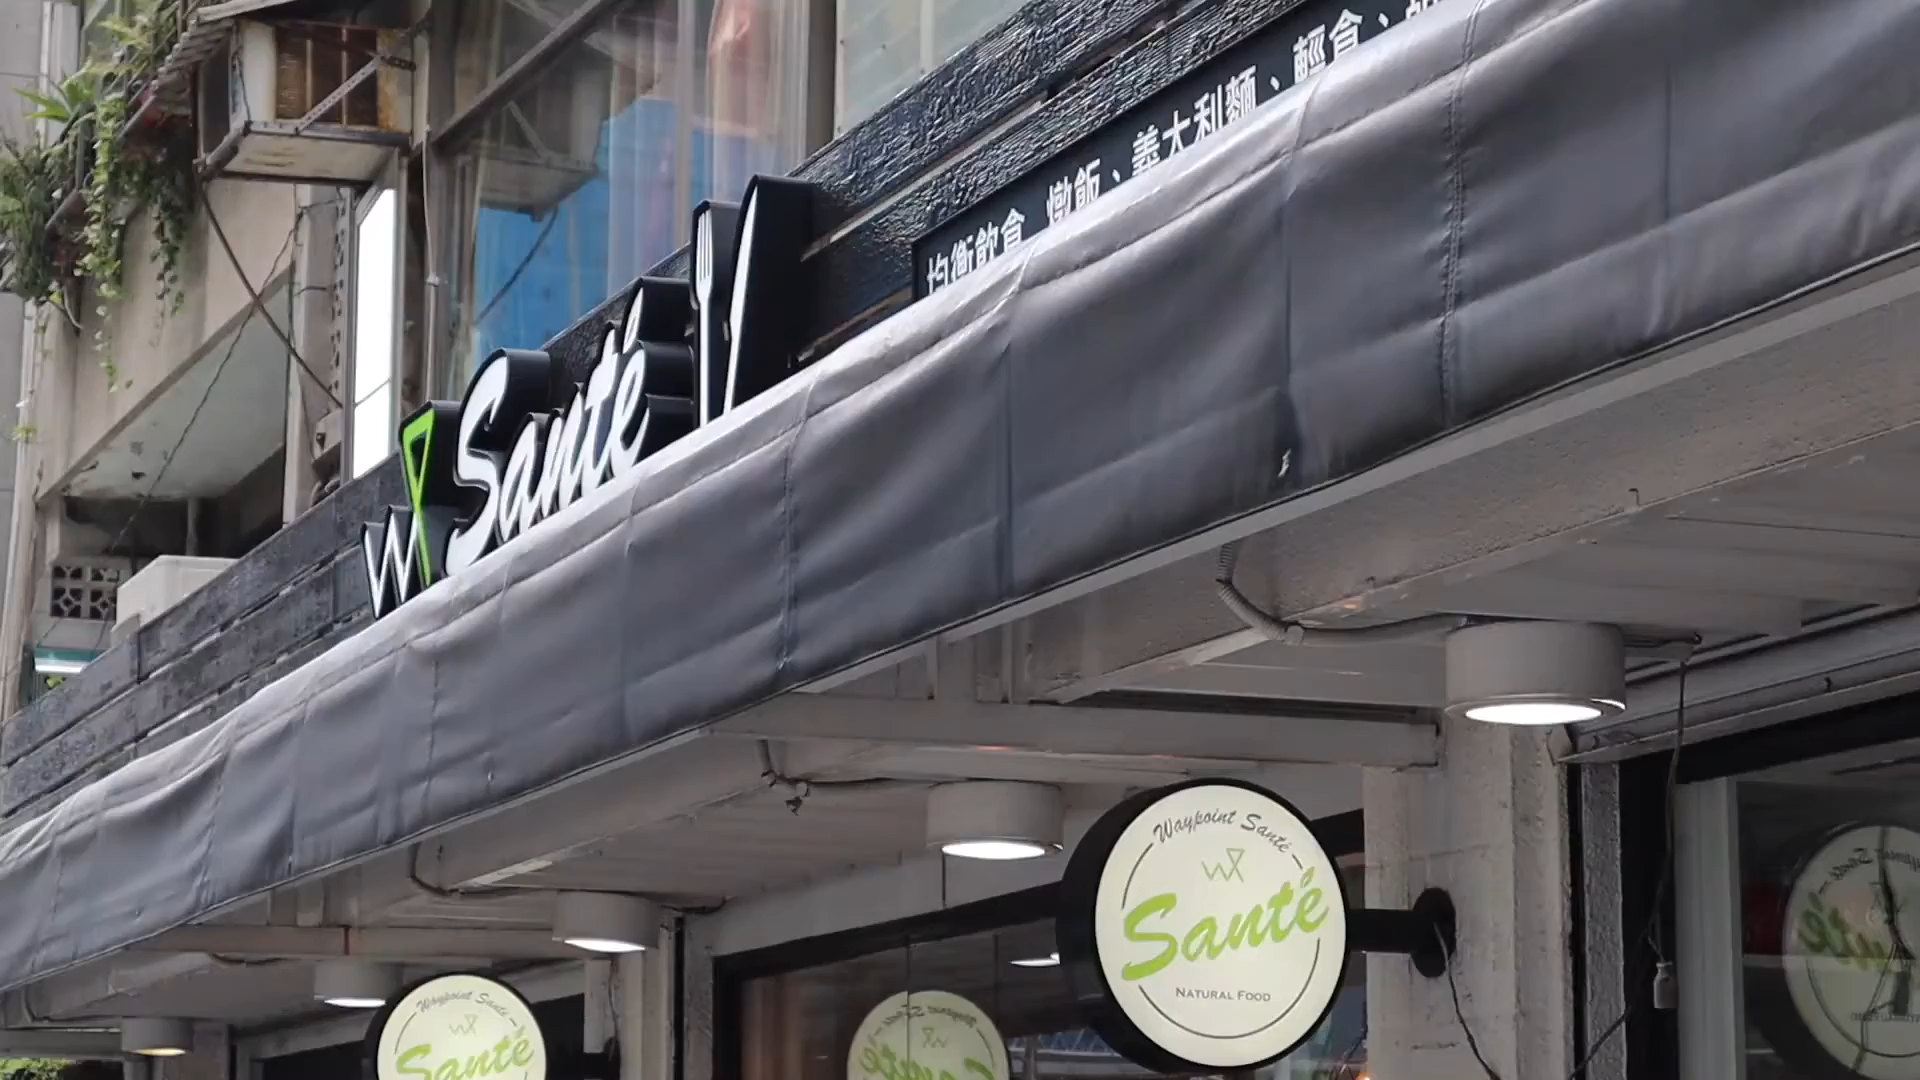 均衡飲食、燉飯、義大利麵、輕食、
Santé
Waypoint Santé
Santé
NATURAL FOOD
Waypoint Santé
Santé